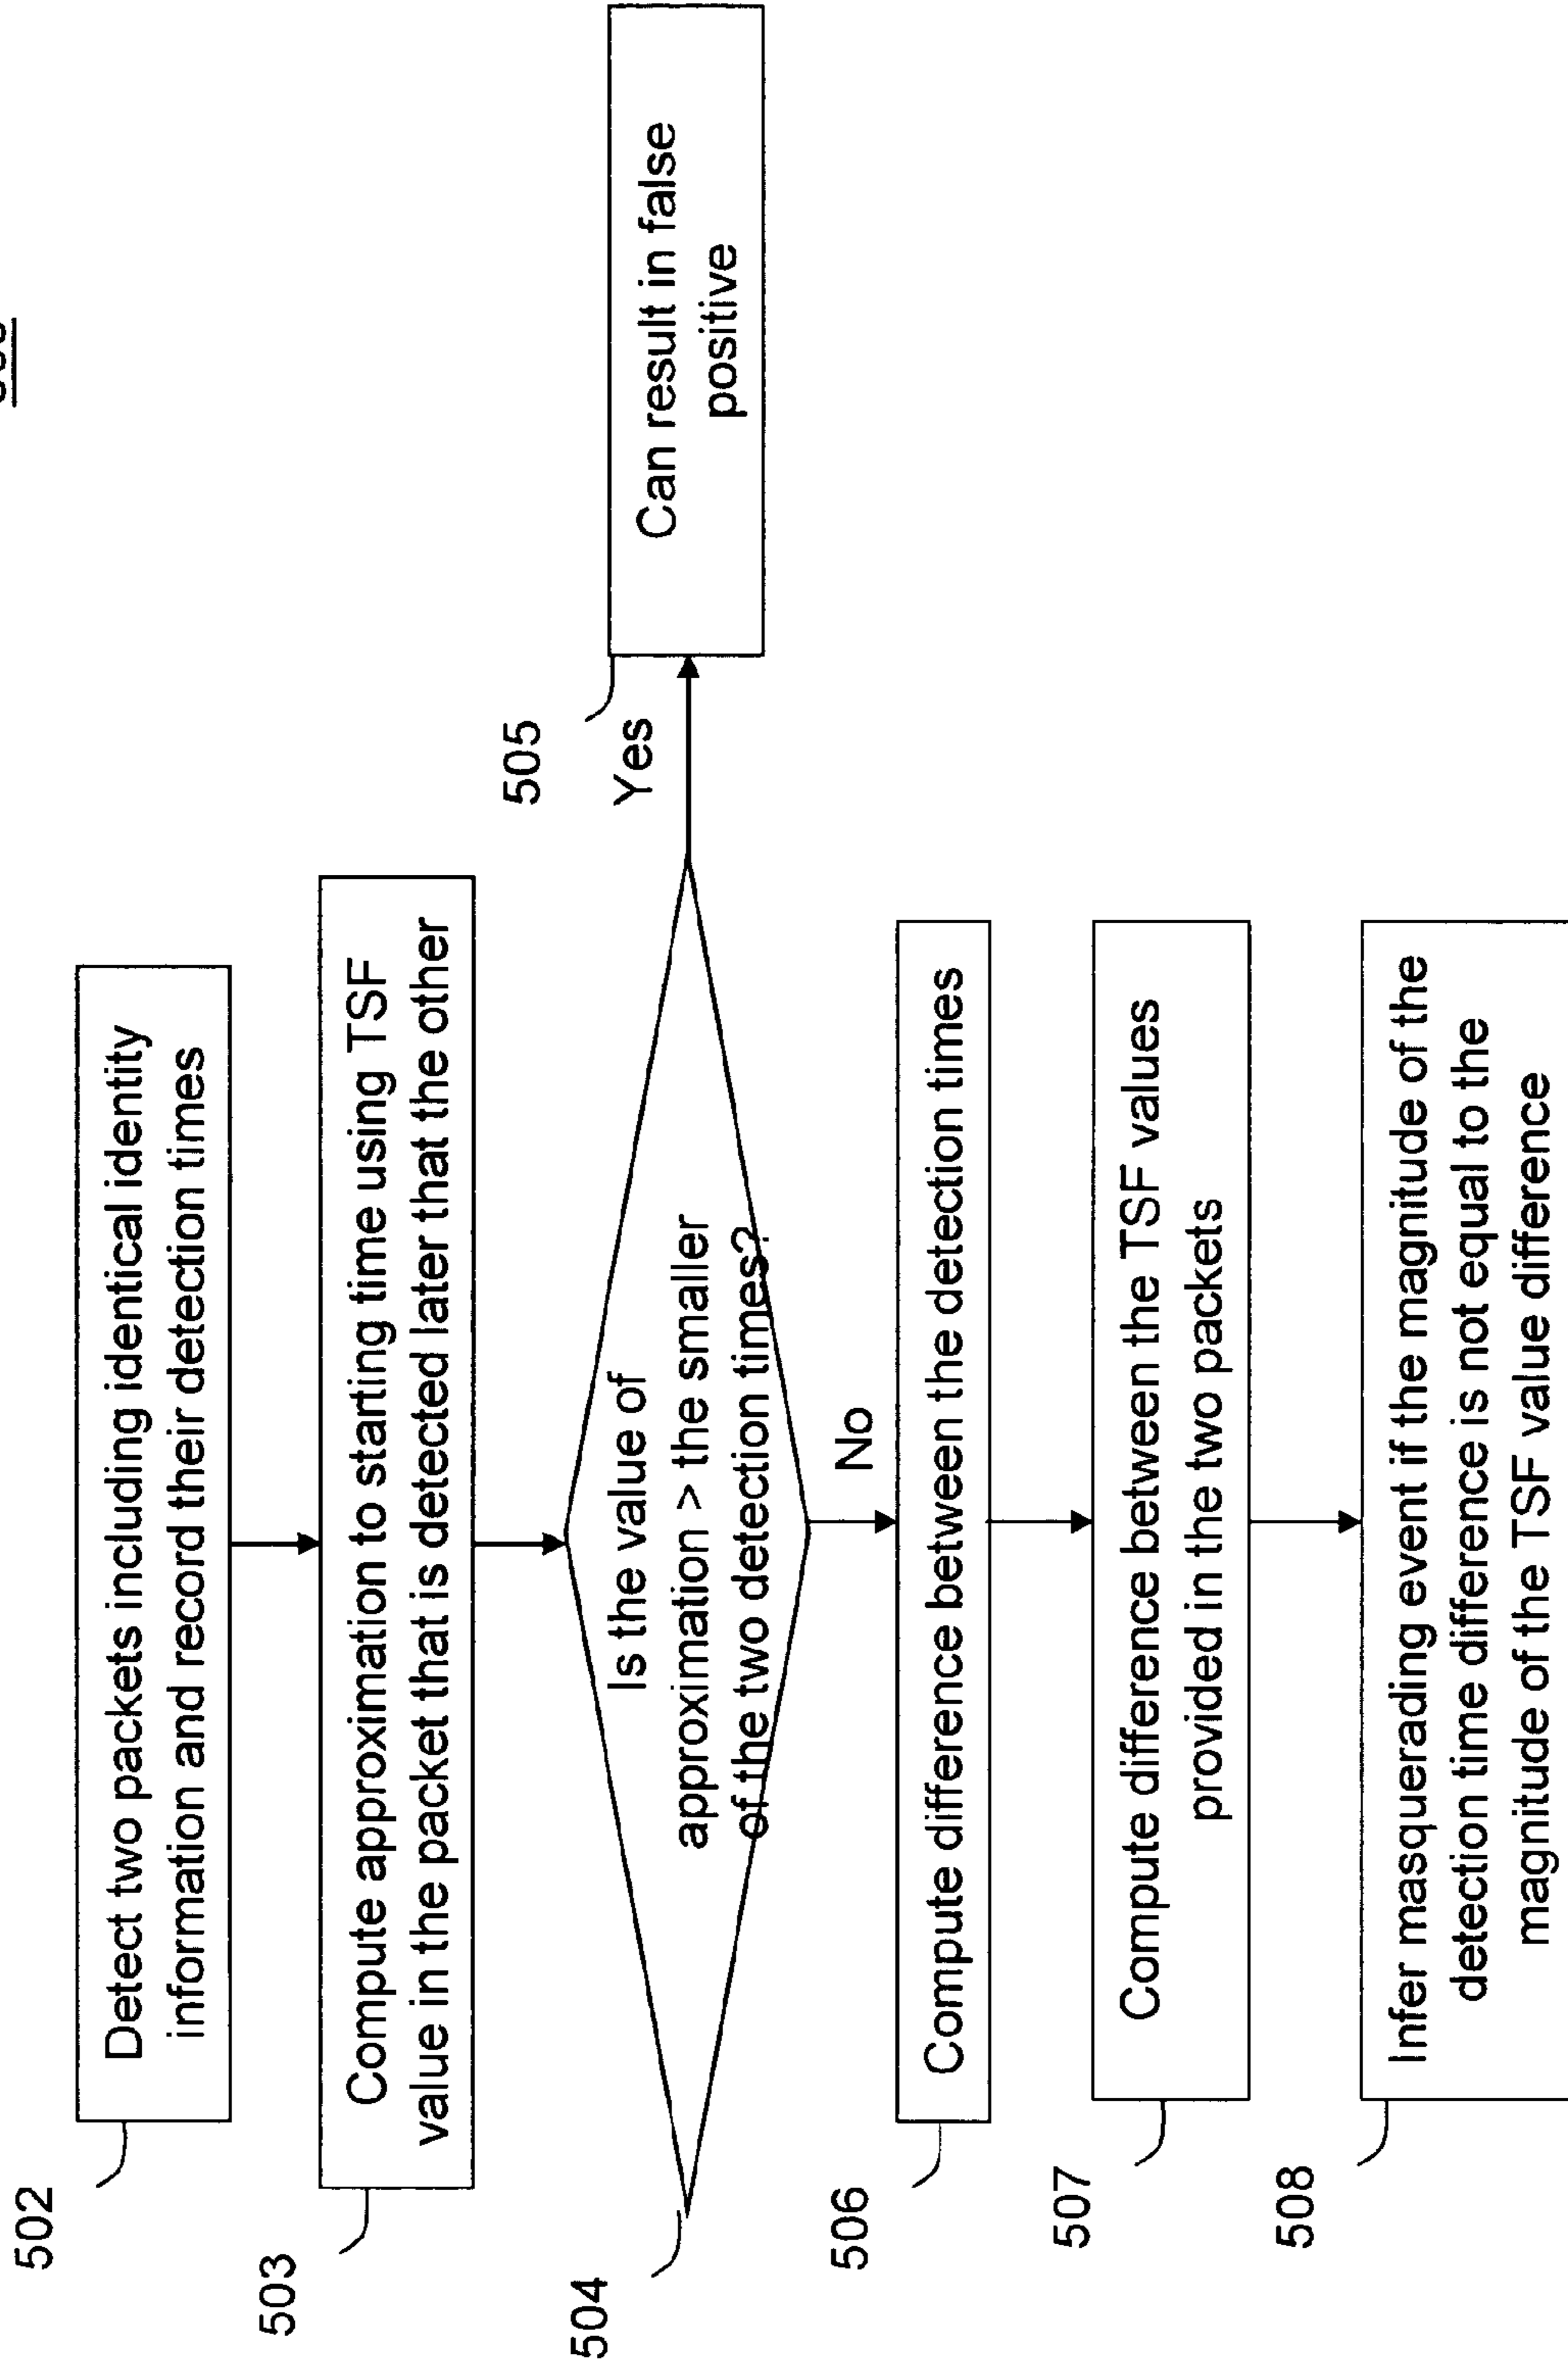 502
Detect two packets including identical identity
information and record their detection times
503
Compute approximation to starting time using TSF
value in the packet that is detected later that the other
504
Is the value of
approximation > the smaller
of the two detection times?
Yes
505
Can result in false
positive
No
506
Compute difference between the detection times
507
Compute difference between the TSF values
provided in the two packets
508
Infer masquerading event if the magnitude of the
detection time difference is not equal to the
magnitude of the TSF value difference